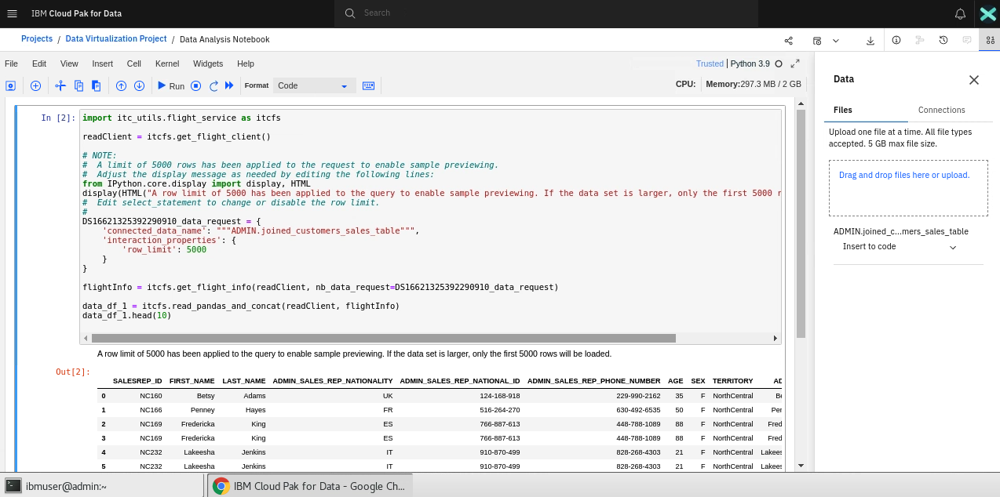 IBM Cloud Pak for Data
Search
Projects / Data Virtualization Project / Data Analysis Notebook
File Edit View Insert Cell Kernel Widgets Help
Trusted | Python 3.9
Run
Format Code
CPU: Memory:297.3 MB / 2 GB
In [2]:
import itc_utils.flight_service as itcfs
readClient = itcfs.get_flight_client()
# NOTE:
#  A limit of 5000 rows has been applied to the request to enable sample previewing.
#  Adjust the display message as needed by editing the following lines:
from IPython.core.display import display, HTML
display(HTML("A row limit of 5000 has been applied to the query to enable sample previewing. If the data set is larger, only the first 5000 r
#  Edit select_statement to change or disable the row limit.
#
DS16621325392290910_data_request = {
    'connected_data_name': """ADMIN.joined_customers_sales_table""",
    'interaction_properties': {
        'row_limit': 5000
    }
}
flightInfo = itcfs.get_flight_info(readClient, nb_data_request=DS16621325392290910_data_request)
data_df_1 = itcfs.read_pandas_and_concat(readClient, flightInfo)
data_df_1.head(10)
A row limit of 5000 has been applied to the query to enable sample previewing. If the data set is larger, only the first 5000 rows will be loaded.
Out[2]:
SALESREP_ID FIRST_NAME LAST_NAME ADMIN_SALES_REP_NATIONALITY ADMIN_SALES_REP_NATIONAL_ID ADMIN_SALES_REP_PHONE_NUMBER AGE SEX TERRITORY AD
0 NC160 Betsy Adams UK 124-168-918 229-990-2162 35 F NorthCentral Be
1 NC166 Penney Hayes FR 516-264-270 630-492-6535 50 F NorthCentral Per
2 NC169 Fredericka King ES 766-887-613 448-788-1089 88 F NorthCentral Fred
3 NC169 Fredericka King ES 766-887-613 448-788-1089 88 F NorthCentral Fred
4 NC232 Lakeesha Jenkins IT 910-870-499 828-268-4303 21 F NorthCentral Lakees
5 NC232 Lakeesha Jenkins IT 910-870-499 828-268-4303 21 F NorthCentral Lakees
Data
Files Connections
Upload one file at a time. All file types
accepted. 5 GB max file size.
Drag and drop files here or upload.
ADMIN.joined_c...mers_sales_table
Insert to code
ibmuser@admin:~
IBM Cloud Pak for Data - Google Ch...